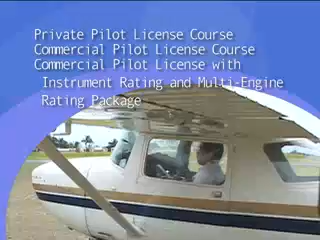 Private Pilot License Course
Commercial Pilot License Course
Commercial Pilot License with
Instrument Rating and Multi-Engine
Rating Package